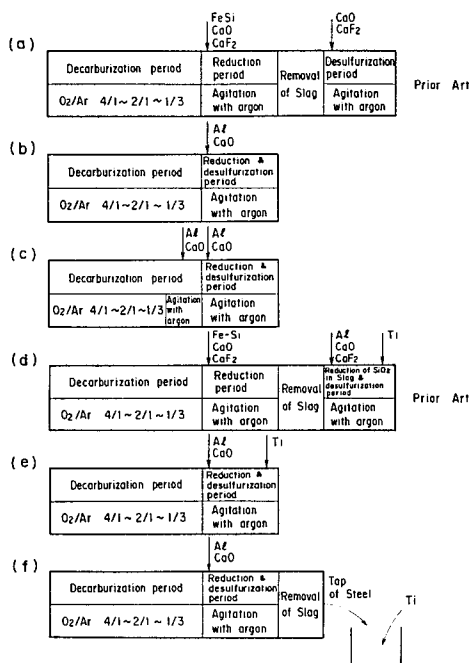 FeSi
CaO
CaF2
CaO
CaF2
(a)
Decarburization period
Reduction period
Removal of Slag
Desulfurization period
Prior Art
O2/Ar 4/1~2/1~1/3
Agitation with argon
Agitation with argon
Al
CaO
(b)
Decarburization period
Reduction & desulfurization period
O2/Ar 4/1~2/1~1/3
Agitation with argon
Al
CaO
Al
CaO
(c)
Decarburization period
Reduction & desulfurization period
O2/Ar 4/1~2/1~1/3
Agitation with argon
Agitation with argon
Fe-Si
CaO
CaF2
Al
CaO
CaF2
Ti
(d)
Decarburization period
Reduction period
Removal of Slag
Reduction of SiO2 in Slag & desulfurization period
Prior Art
O2/Ar 4/1~2/1~1/3
Agitation with argon
Agitation with argon
Al
CaO
Ti
(e)
Decarburization period
Reduction & desulfurization period
O2/Ar 4/1~2/1~1/3
Agitation with argon
Al
CaO
(f)
Decarburization period
Reduction & desulfurization period
Removal of Slag
Tap of Steel
Ti
O2/Ar 4/1~2/1~1/3
Agitation with argon